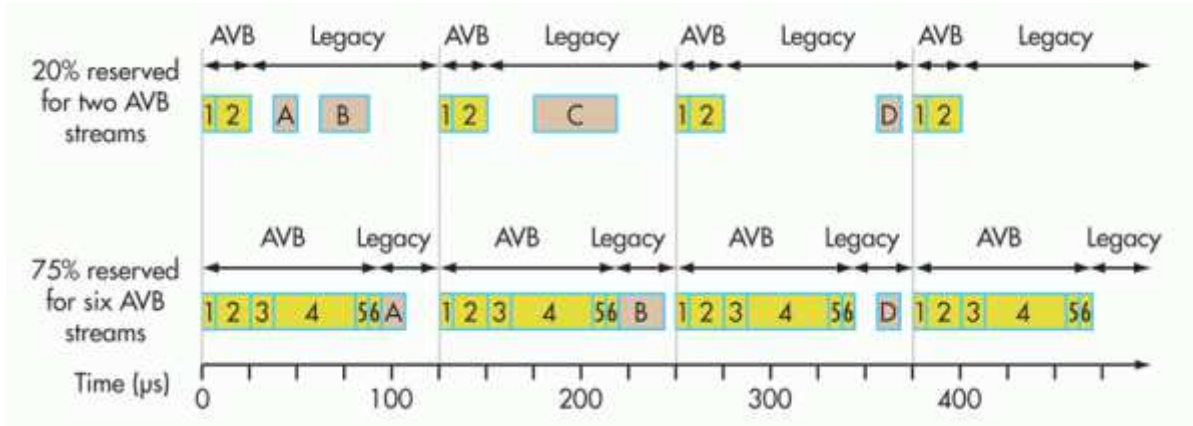 AVB Legacy AVB Legacy AVB Legacy AVB Legacy
20% reserved
for two AVB
streams
1 2 A B 1 2 C 1 2 D 1 2
AVB Legacy AVB Legacy AVB Legacy AVB Legacy
75% reserved
for six AVB
streams
1 2 3 4 5 6 A 1 2 3 4 5 6 B 1 2 3 4 5 6 D 1 2 3 4 5 6
Time (μs)
0 100 200 300 400